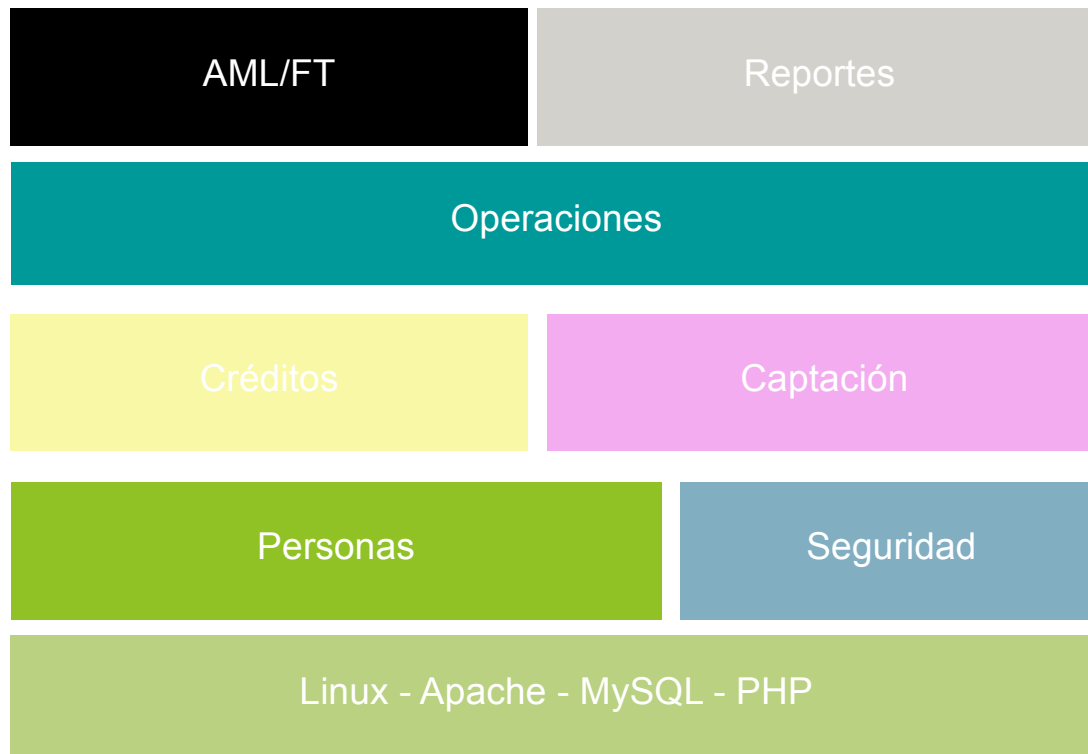 AML/FT
Reportes
Operaciones
Créditos
Captación
Personas
Seguridad
Linux - Apache - MySQL - PHP